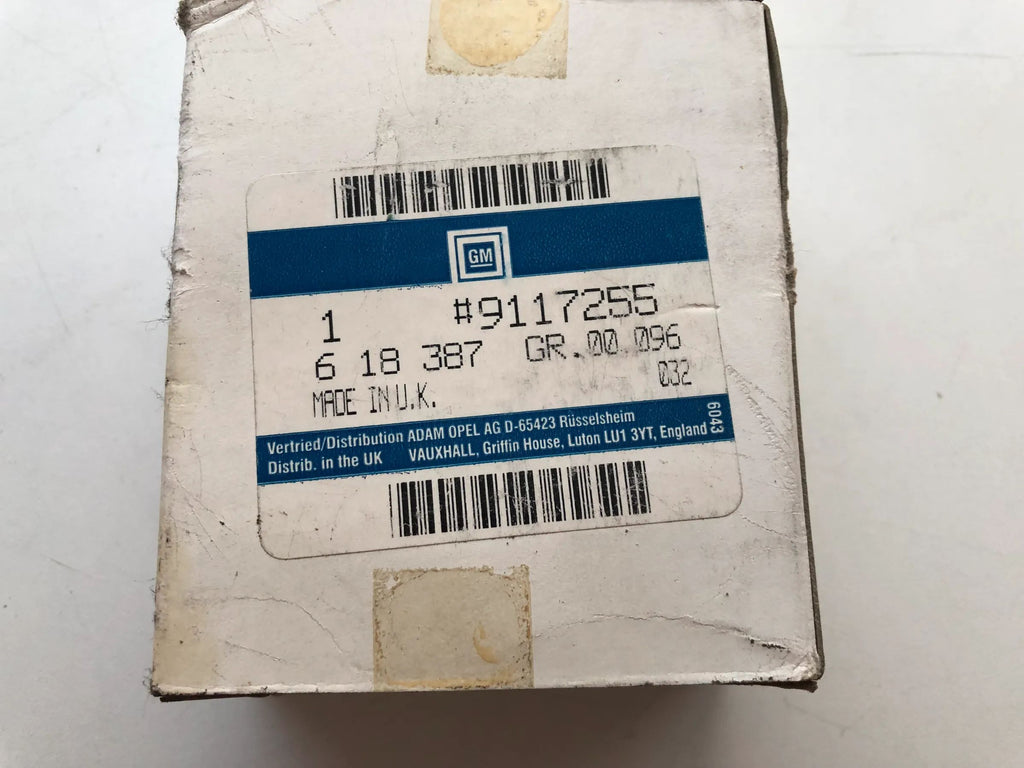 GM
1 #9117255
6 18 387 GR.00 096
MADE IN U.K. 032
Vertried/Distribution ADAM OPEL AG D-65423 Rüsselsheim
Distrib. in the UK VAUXHALL, Griffin House, Luton LU1 3YT, England
6043